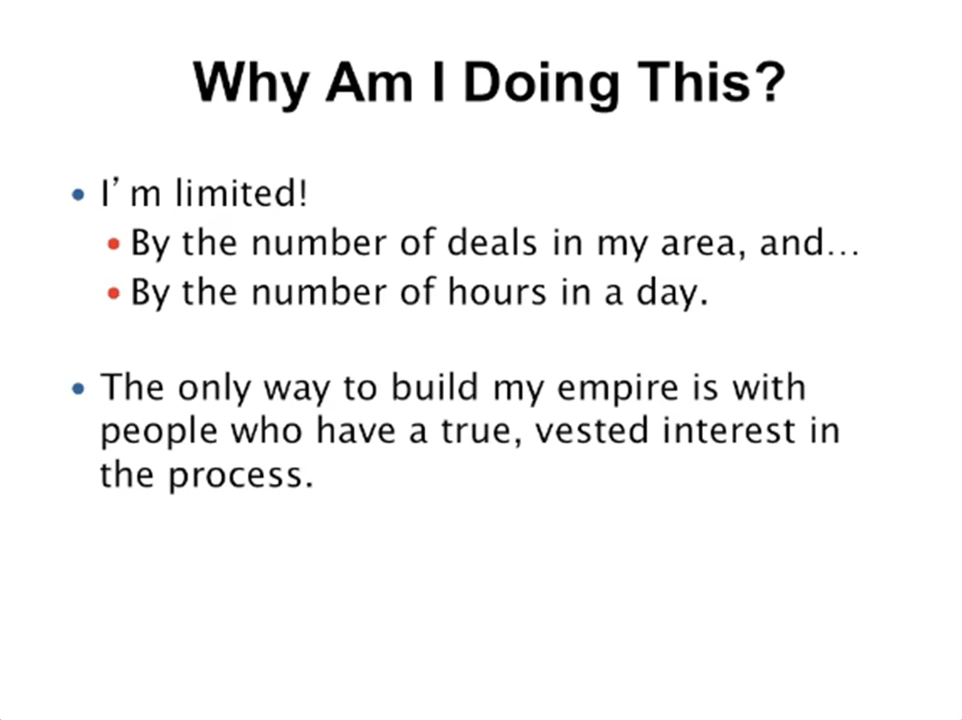 Why Am I Doing This?
• I’m limited!
• By the number of deals in my area, and…
• By the number of hours in a day.
• The only way to build my empire is with
people who have a true, vested interest in
the process.